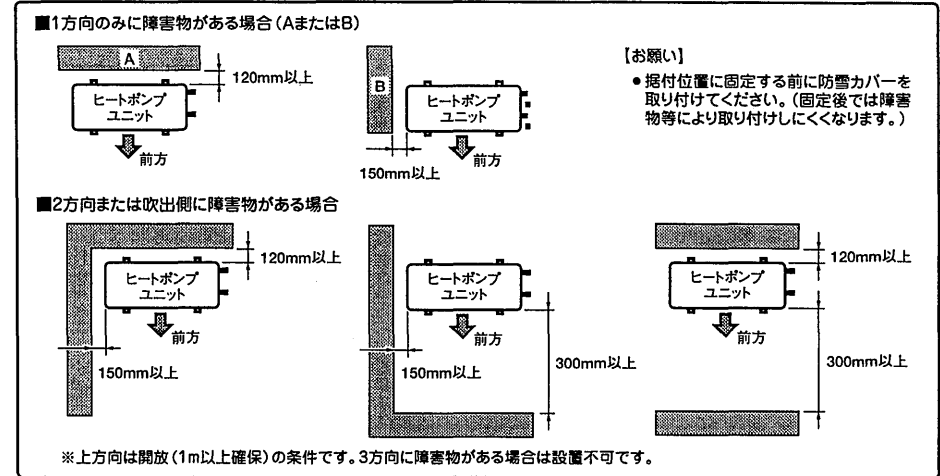 ■1方向のみに障害物がある場合(AまたはB)
A
120mm以上
ヒートポンプ
ユニット
前方
B
ヒートポンプ
ユニット
前方
150mm以上
【お願い】
●据付位置に固定する前に防雪カバーを
取り付けてください。(固定後では障害
物等により取り付けしにくくなります。)
■2方向または吹出側に障害物がある場合
120mm以上
ヒートポンプ
ユニット
前方
150mm以上
ヒートポンプ
ユニット
前方
150mm以上
300mm以上
120mm以上
ヒートポンプ
ユニット
前方
300mm以上
※上方向は開放(1m以上確保)の条件です。3方向に障害物がある場合は設置不可です。